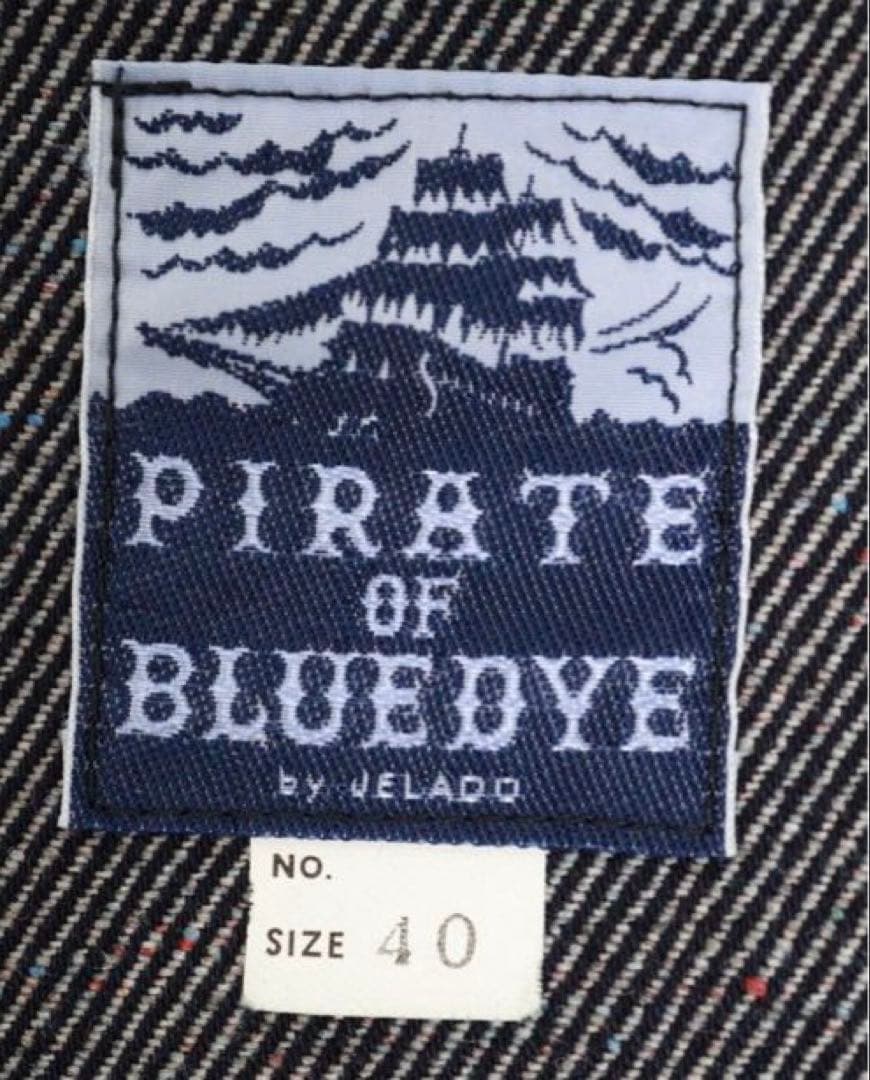 PIRATE
OF
BLUEDYE
by JELADO
NO.
SIZE 40